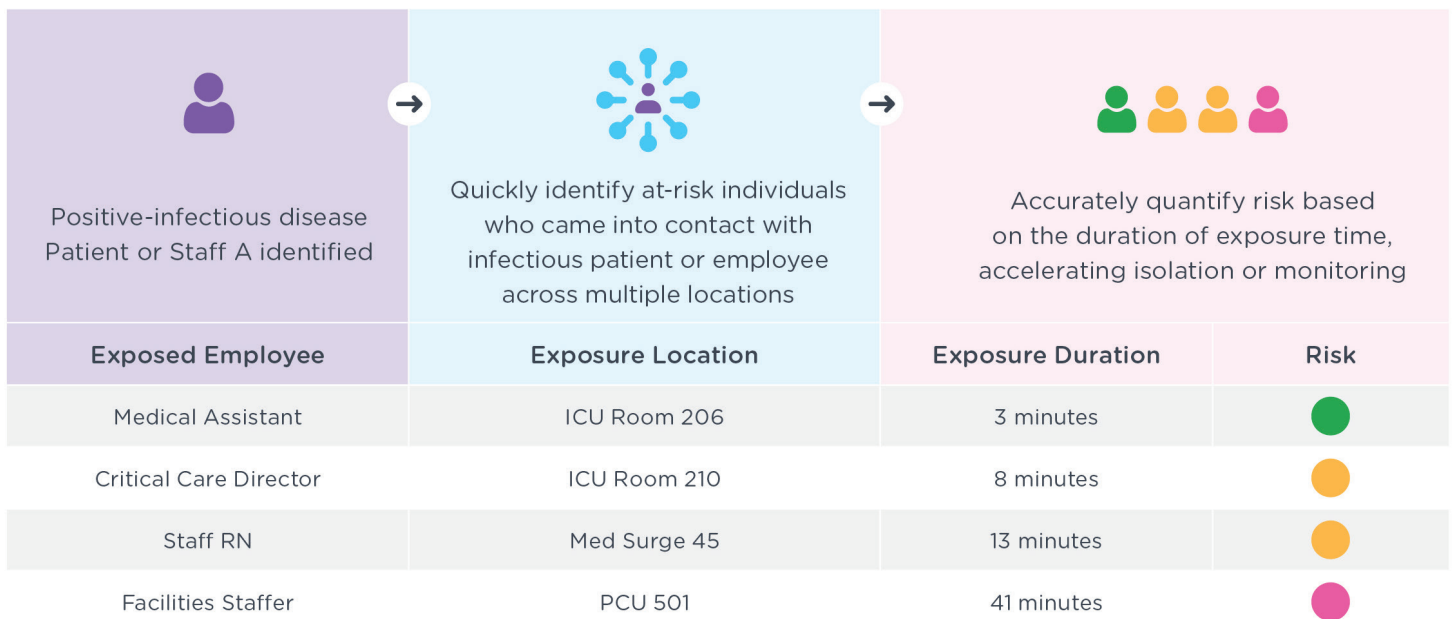 Positive-infectious disease
Patient or Staff A identified
Quickly identify at-risk individuals
who came into contact with
infectious patient or employee
across multiple locations
Accurately quantify risk based
on the duration of exposure time,
accelerating isolation or monitoring
Exposed Employee Exposure Location Exposure Duration Risk
Medical Assistant ICU Room 206 3 minutes
Critical Care Director ICU Room 210 8 minutes
Staff RN Med Surge 45 13 minutes
Facilities Staffer PCU 501 41 minutes